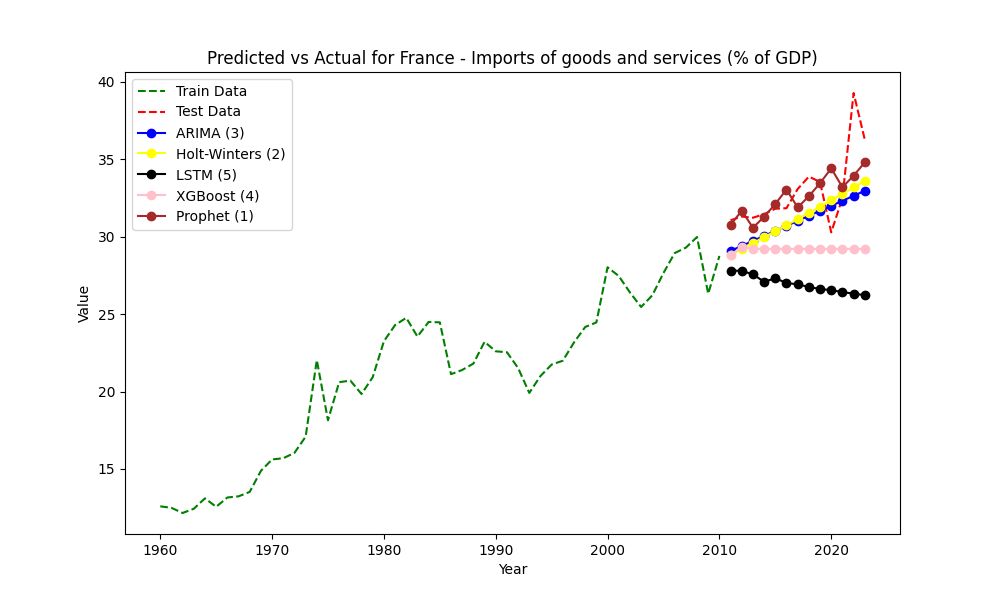 Predicted vs Actual for France - Imports of goods and services (% of GDP)
Train Data
Test Data
ARIMA (3)
Holt-Winters (2)
LSTM (5)
XGBoost (4)
Prophet (1)
Value
40
35
30
25
20
15
1960 1970 1980 1990 2000 2010 2020
Year